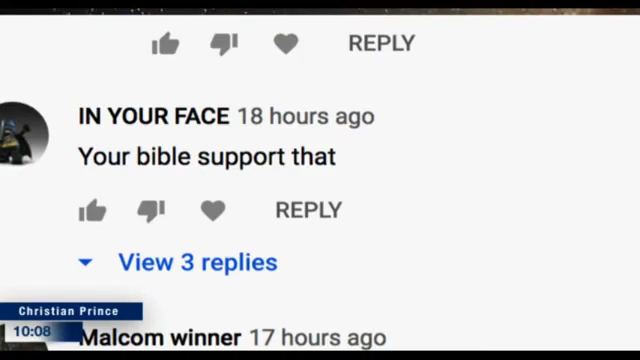 REPLY
IN YOUR FACE 18 hours ago
Your bible support that
REPLY
View 3 replies
Christian Prince
10:08
Malcom winner 17 hours ago